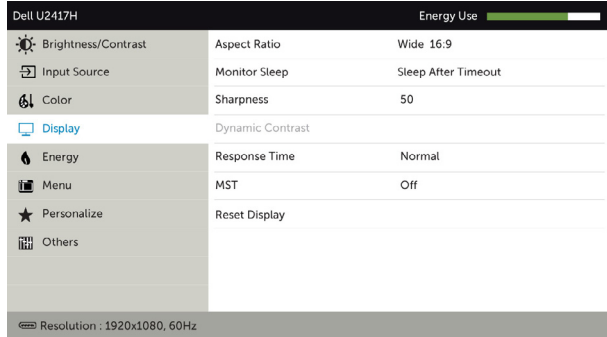 Dell U2417H Energy Use
Brightness/Contrast Aspect Ratio Wide 16:9
Input Source Monitor Sleep Sleep After Timeout
Color Sharpness 50
Display Dynamic Contrast
Energy Response Time Normal
Menu MST Off
Personalize Reset Display
Others
Resolution : 1920x1080, 60Hz